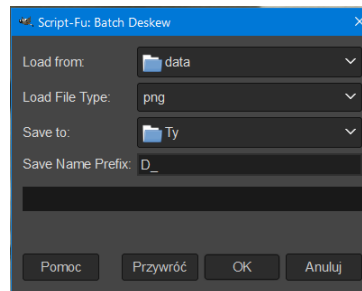 Script-Fu: Batch Deskew
Load from: data
Load File Type: png
Save to: Ty
Save Name Prefix: D_
Pomoc Przywróć OK Anuluj